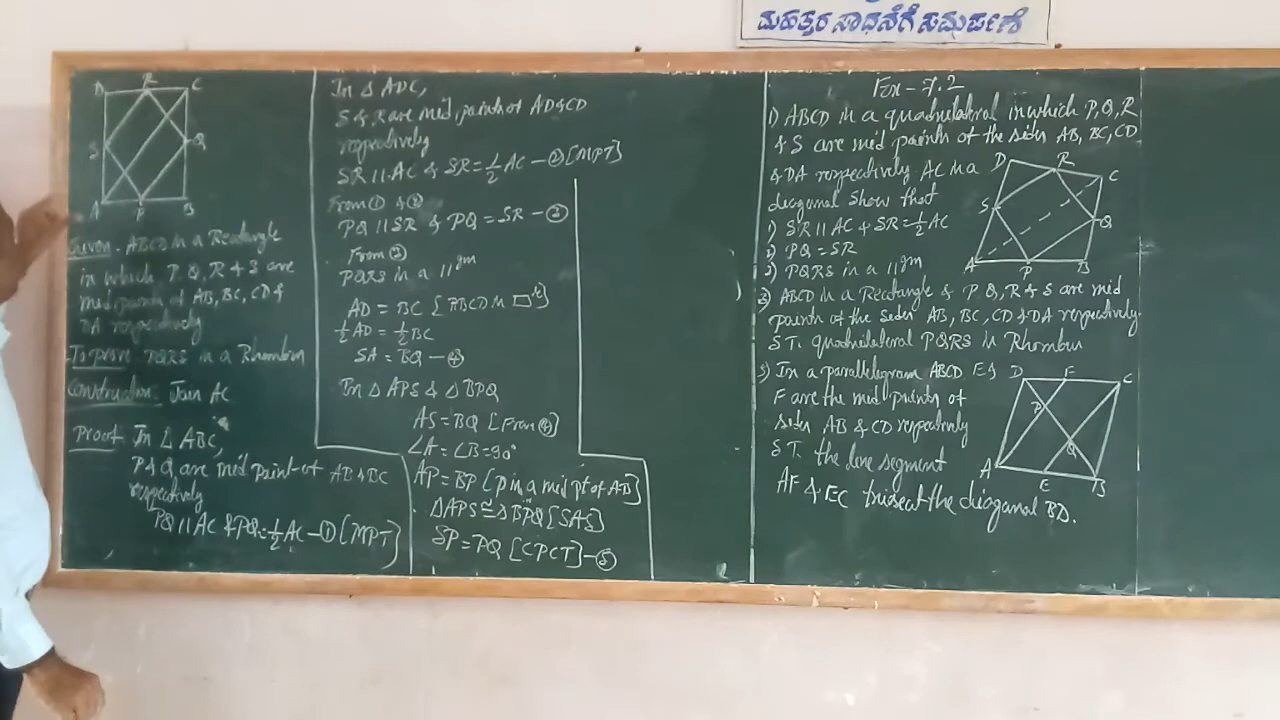 ಮಹತ್ತರ ಸಾಧನೆಗೆ ಸಮರ್ಪಣೆ
D R C
S Q
A P B
Given - ABCD is a Rectangle
in which P, Q, R & S are
mid points of AB, BC, CD &
DA respectively
To prove PQRS is a Rhombus
Construction: Join AC
Proof In △ ABC,
P & Q are mid point of AB & BC
respectively
PQ || AC & PQ = ½ AC - ① [MPT]
In △ ADC,
S & R are mid points of AD & CD
respectively
SR || AC & SR = ½ AC - ② [MPT]
From ① & ②
PQ || SR & PQ = SR - ③
From ③
PQRS is a ||gm
AD = BC [ABCD is □]
½ AD = ½ BC
SA = BQ - ④
In △ APS & △ BPQ
AS = BQ [From ④]
∠A = ∠B = 90°
AP = BP [P is a mid pt of AB]
△APS ≅ △BPQ [SAS]
SP = PQ [CPCT] - ⑤
Ex - 7.2
1) ABCD is a quadrilateral in which P, Q, R
& S are mid points of the sides AB, BC, CD
& DA respectively AC is a
diagonal Show that
1) SR || AC & SR = ½ AC
2) PQ = SR
3) PQRS is a ||gm
D R C
S Q
A P B
2) ABCD is a Rectangle & P, Q, R & S are mid
points of the sides AB, BC, CD & DA respectively.
ST. quadrilateral PQRS is Rhombus
3) In a parallelogram ABCD E &
F are the mid points of
sides AB & CD respectively
ST. the line segment
AF & EC trisect the diagonal BD.
D F C
P
Q
A E B